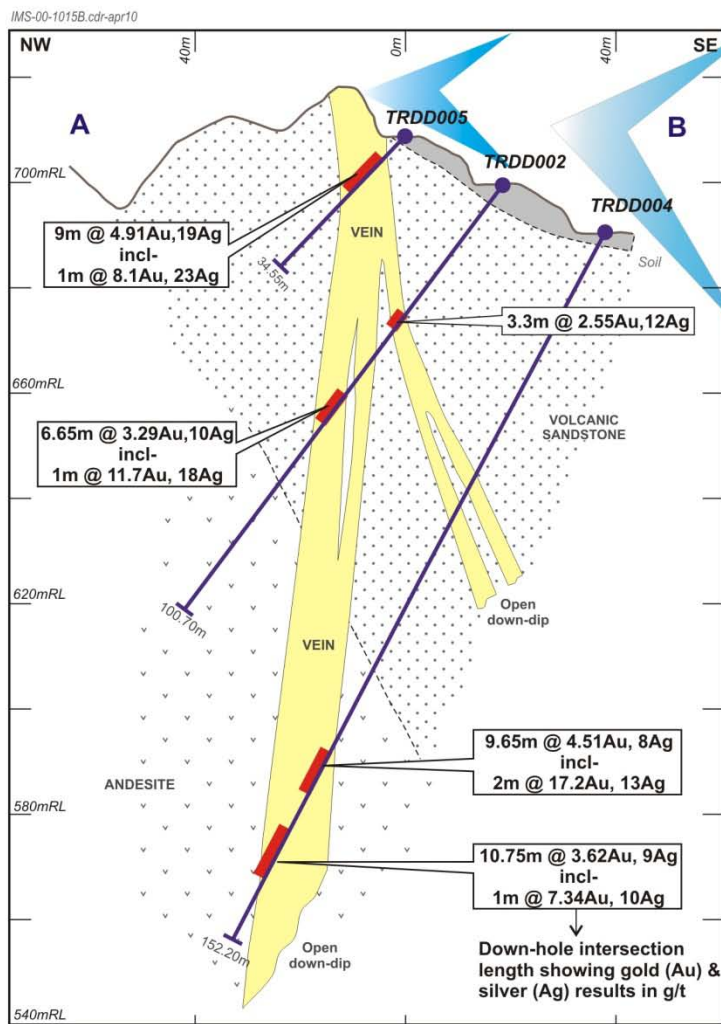 IMS-00-1015B.cdr-apr10
NW
40m
0m
40m
SE
A
TRDD005
B
TRDD002
700mRL
TRDD004
9m @ 4.91Au,19Ag
incl-
1m @ 8.1Au, 23Ag
VEIN
Soil
34.55m
3.3m @ 2.55Au,12Ag
660mRL
6.65m @ 3.29Au,10Ag
incl-
1m @ 11.7Au, 18Ag
VOLCANIC
SANDSTONE
620mRL
100.70m
Open
down-dip
VEIN
9.65m @ 4.51Au, 8Ag
incl-
2m @ 17.2Au, 13Ag
ANDESITE
580mRL
10.75m @ 3.62Au, 9Ag
incl-
1m @ 7.34Au, 10Ag
152.20m
Open
down-dip
Down-hole intersection
length showing gold (Au) &
silver (Ag) results in g/t
540mRL